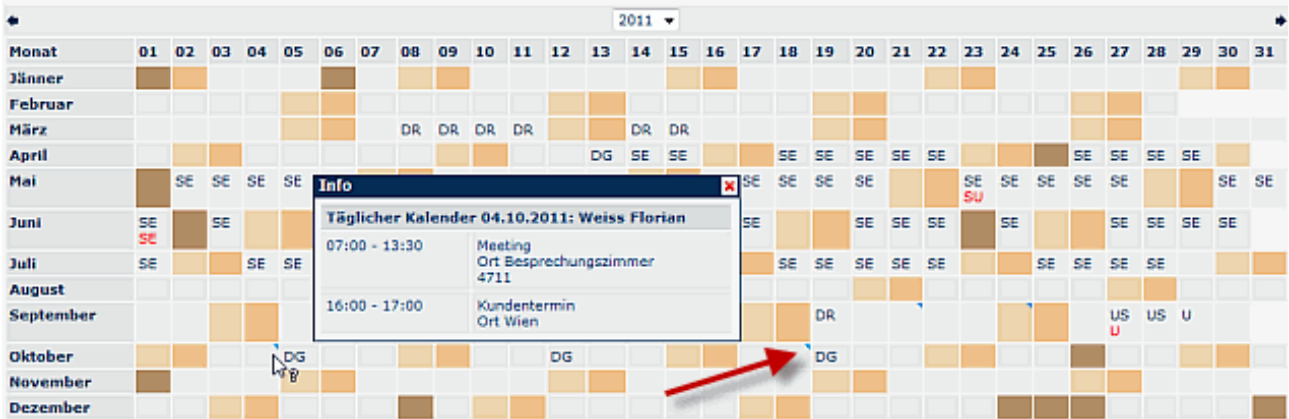 2011
Monat 01 02 03 04 05 06 07 08 09 10 11 12 13 14 15 16 17 18 19 20 21 22 23 24 25 26 27 28 29 30 31
Jänner
Februar
März DR DR DR DR DR DR
April DG SE SE SE SE SE SE SE SE SE SE SE
Mai SE SE SE SE SE SE SE SE SE SE SE SE SE SE SE
SU
Info
Täglicher Kalender 04.10.2011: Weiss Florian
07:00 - 13:30 Meeting
Ort Besprechungszimmer
4711
16:00 - 17:00 Kundentermin
Ort Wien
Juni SE SE SE SE SE SE SE SE SE SE SE
SE
Juli SE SE SE SE SE SE SE SE SE SE SE SE
August
September DR US US U
U
Oktober DG DG DG
November
Dezember